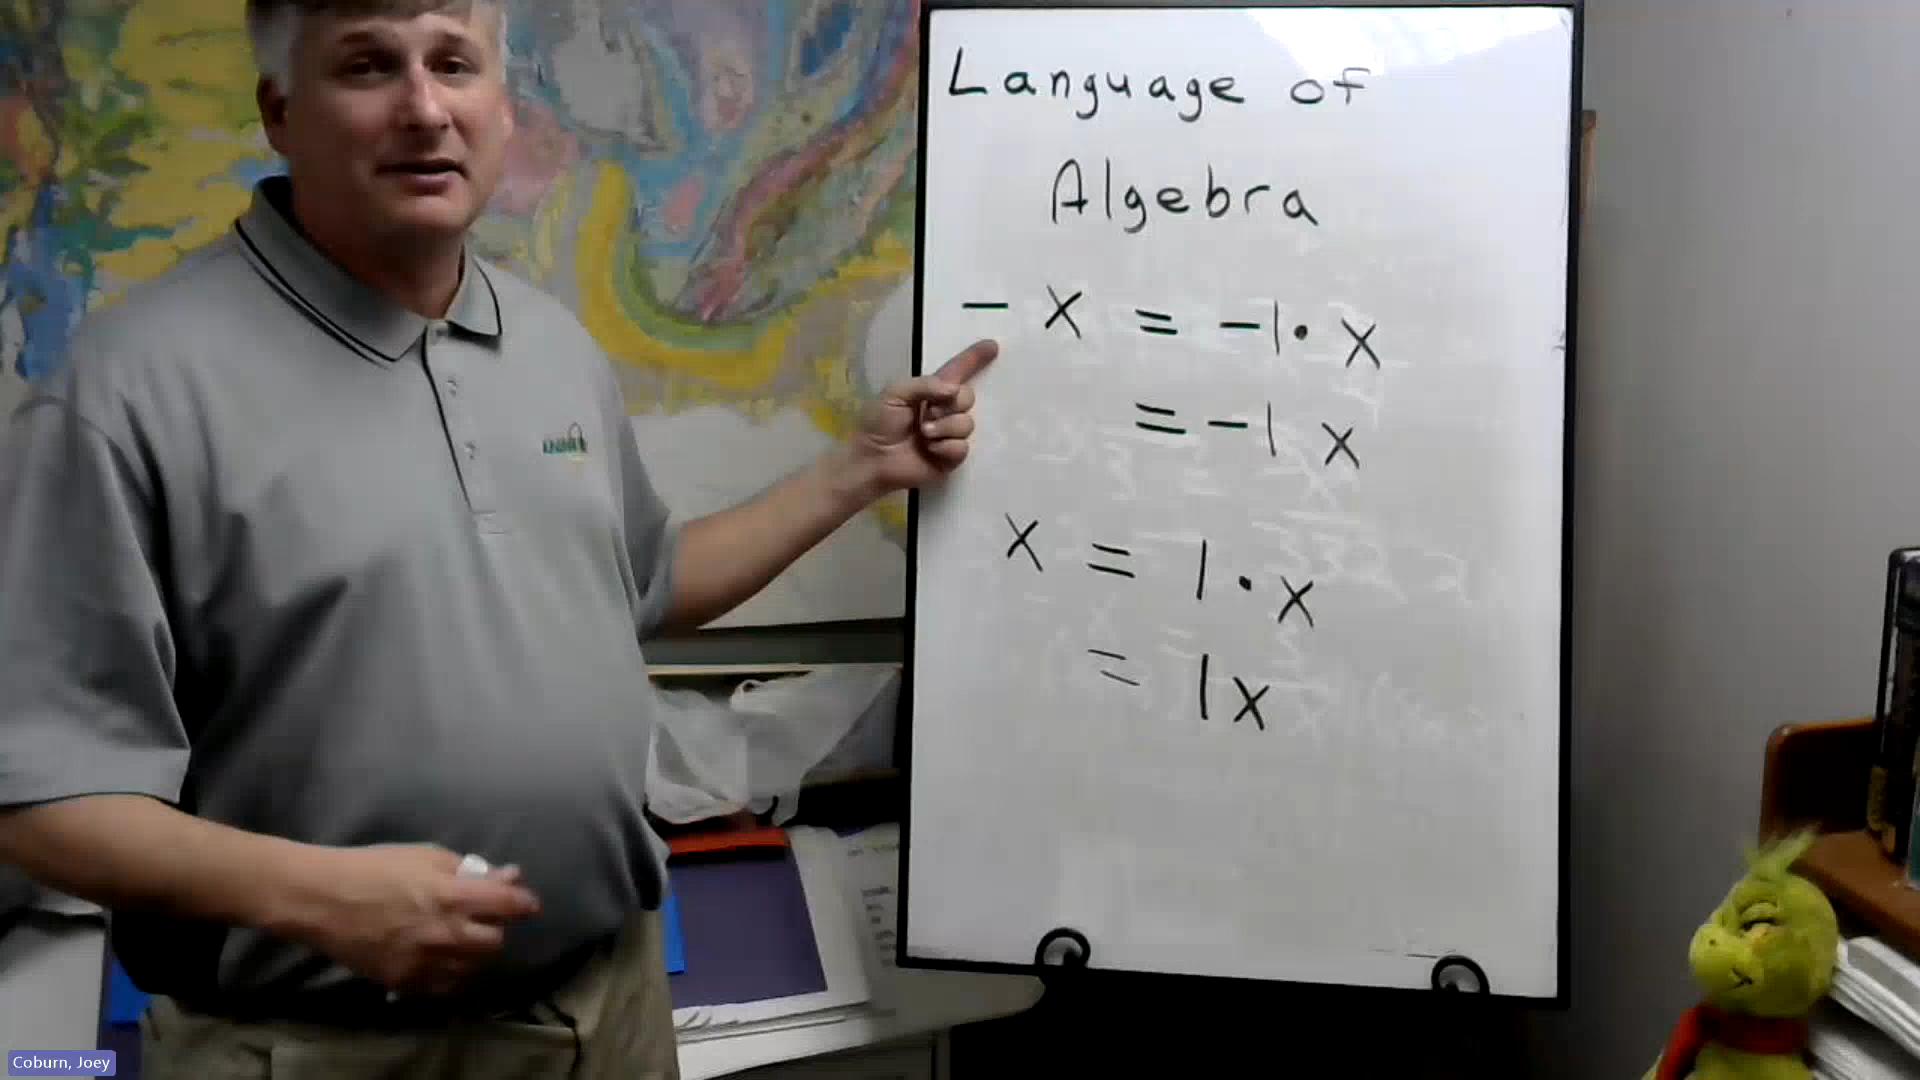 Language of
Algebra
- x = -1 · x
= -1 x
x = 1 · x
= 1x
Coburn, Joey